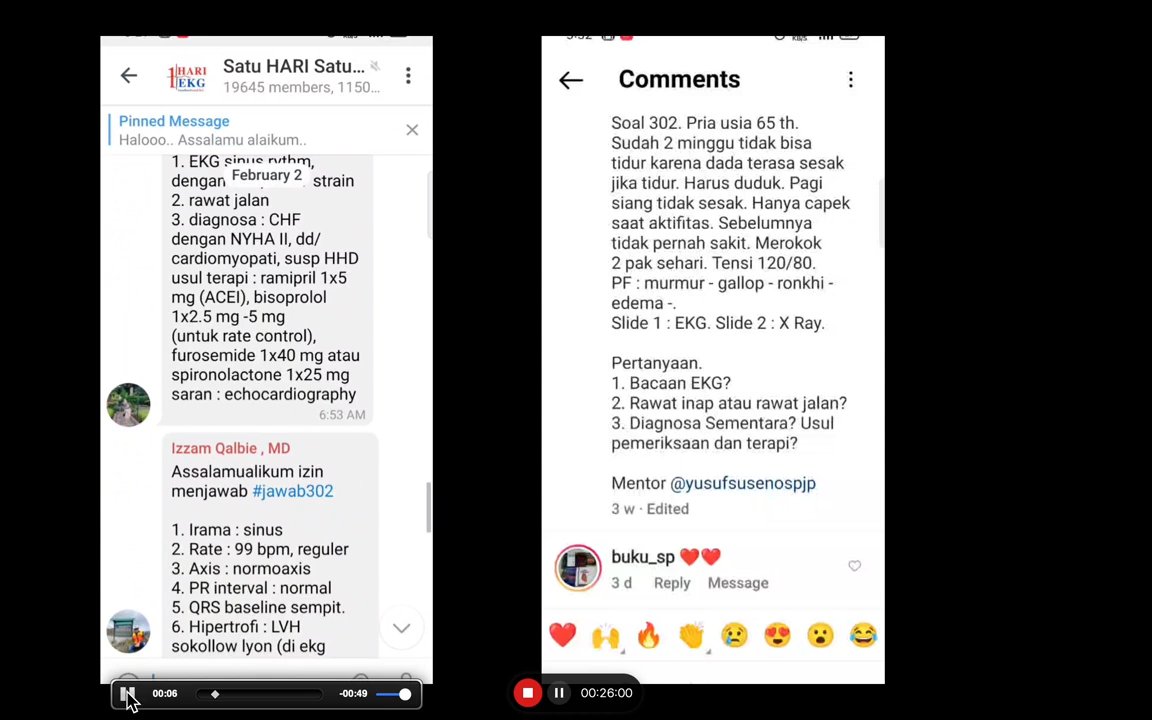 1
HARI
EKG
Satu HARI Satu...
19645 members, 1150...
Pinned Message
Halooo.. Assalamu alaikum..
1. EKG sinus rythm,
dengan strain
February 2
2. rawat jalan
3. diagnosa : CHF
dengan NYHA II, dd/
cardiomyopati, susp HHD
usul terapi : ramipril 1x5
mg (ACEI), bisoprolol
1x2.5 mg -5 mg
(untuk rate control),
furosemide 1x40 mg atau
spironolactone 1x25 mg
saran : echocardiography
6:53 AM
Izzam Qalbie , MD
Assalamualikum izin
menjawab #jawab302
1. Irama : sinus
2. Rate : 99 bpm, reguler
3. Axis : normoaxis
4. PR interval : normal
5. QRS baseline sempit.
6. Hipertrofi : LVH
sokollow lyon (di ekg
00:06
-00:49
Comments
Soal 302. Pria usia 65 th.
Sudah 2 minggu tidak bisa
tidur karena dada terasa sesak
jika tidur. Harus duduk. Pagi
siang tidak sesak. Hanya capek
saat aktifitas. Sebelumnya
tidak pernah sakit. Merokok
2 pak sehari. Tensi 120/80.
PF : murmur - gallop - ronkhi -
edema -.
Slide 1 : EKG. Slide 2 : X Ray.
Pertanyaan.
1. Bacaan EKG?
2. Rawat inap atau rawat jalan?
3. Diagnosa Sementara? Usul
pemeriksaan dan terapi?
Mentor @yusufsusenospjp
3 w · Edited
buku_sp ❤️❤️
3 d Reply Message
❤️ 🙌 🔥 👏 😢 😍 😮 😂
00:26:00